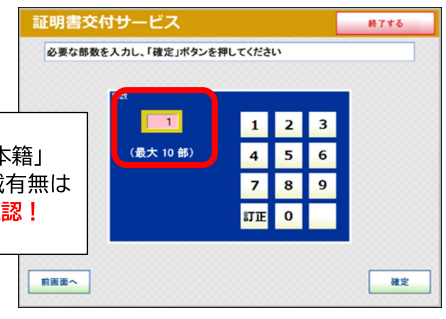 証明書交付サービス
終了する
必要な部数を入力し、「確定」ボタンを押してください
1
(最大 10 部)
1 2 3
4 5 6
7 8 9
訂正 0
本籍」
有無は
認！
前画面へ
確定